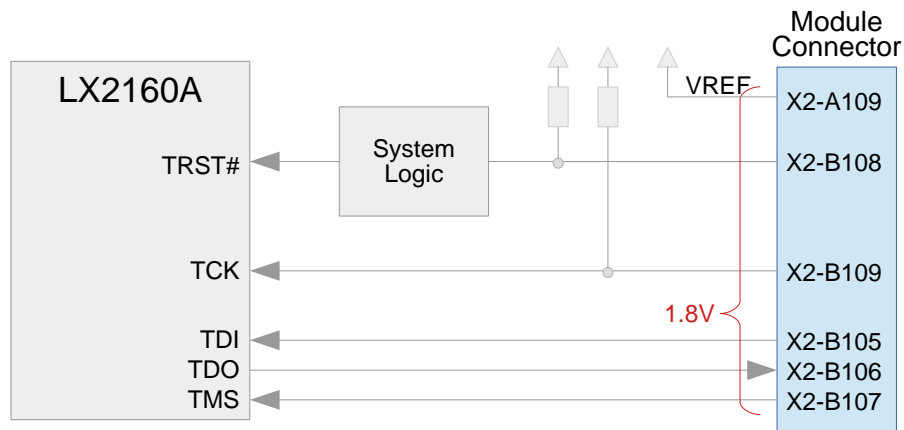 Module
Connector
LX2160A
VREF
X2-A109
TRST#
System
Logic
X2-B108
TCK
X2-B109
1.8V
TDI
X2-B105
TDO
X2-B106
TMS
X2-B107